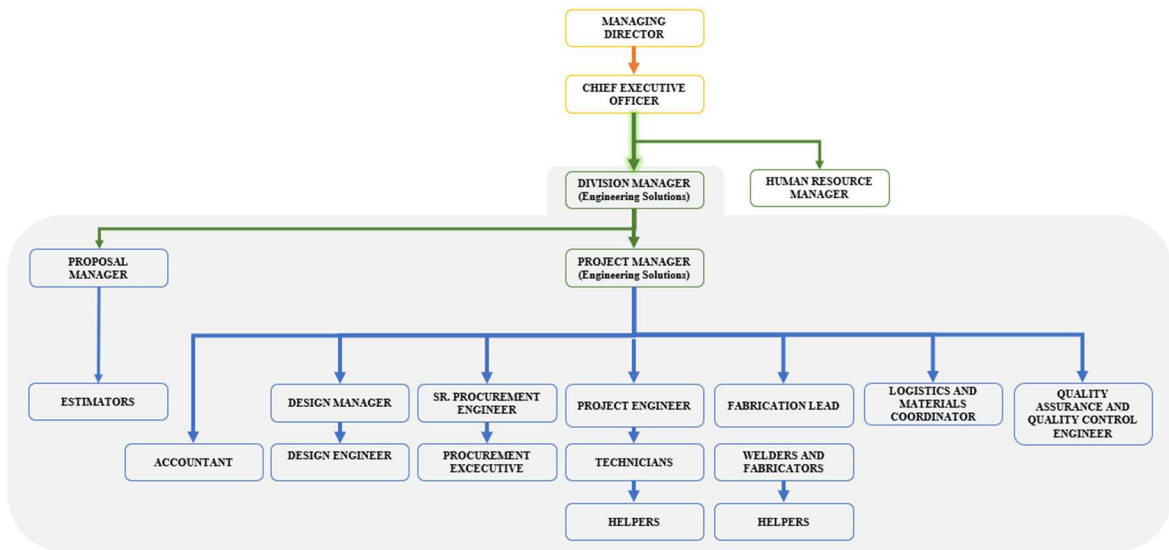 MANAGING
DIRECTOR
CHIEF EXECUTIVE
OFFICER
DIVISION MANAGER
(Engineering Solutions)
HUMAN RESOURCE
MANAGER
PROPOSAL
MANAGER
PROJECT MANAGER
(Engineering Solutions)
ESTIMATORS
DESIGN MANAGER
SR. PROCUREMENT
ENGINEER
PROJECT ENGINEER
FABRICATION LEAD
LOGISTICS AND
MATERIALS
COORDINATOR
QUALITY
ASSURANCE AND
QUALITY CONTROL
ENGINEER
ACCOUNTANT
DESIGN ENGINEER
PROCUREMENT
EXCECUTIVE
TECHNICIANS
WELDERS AND
FABRICATORS
HELPERS
HELPERS